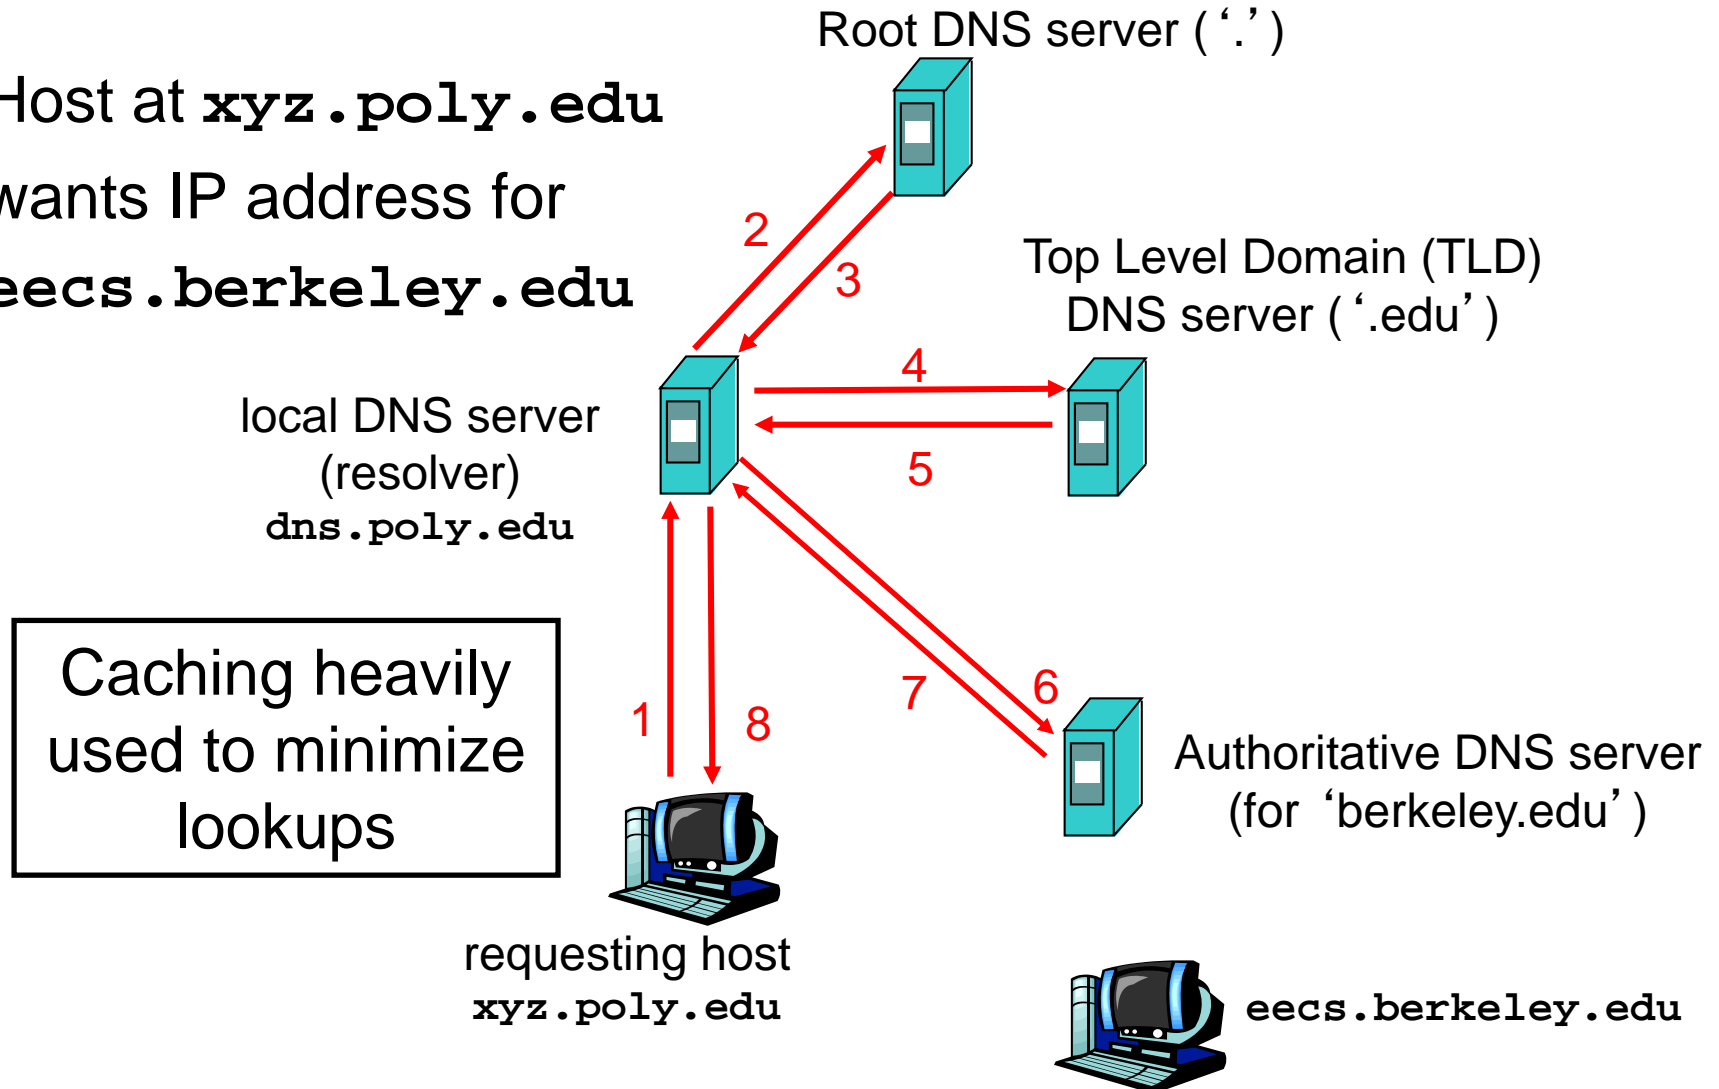 Root DNS server (‘.’)
Host at xyz.poly.edu
wants IP address for
eecs.berkeley.edu
2
3
Top Level Domain (TLD)
DNS server (‘.edu’)
4
5
local DNS server
(resolver)
dns.poly.edu
Caching heavily
used to minimize
lookups
1
8
7
6
Authoritative DNS server
(for ‘berkeley.edu’)
requesting host
xyz.poly.edu
eecs.berkeley.edu